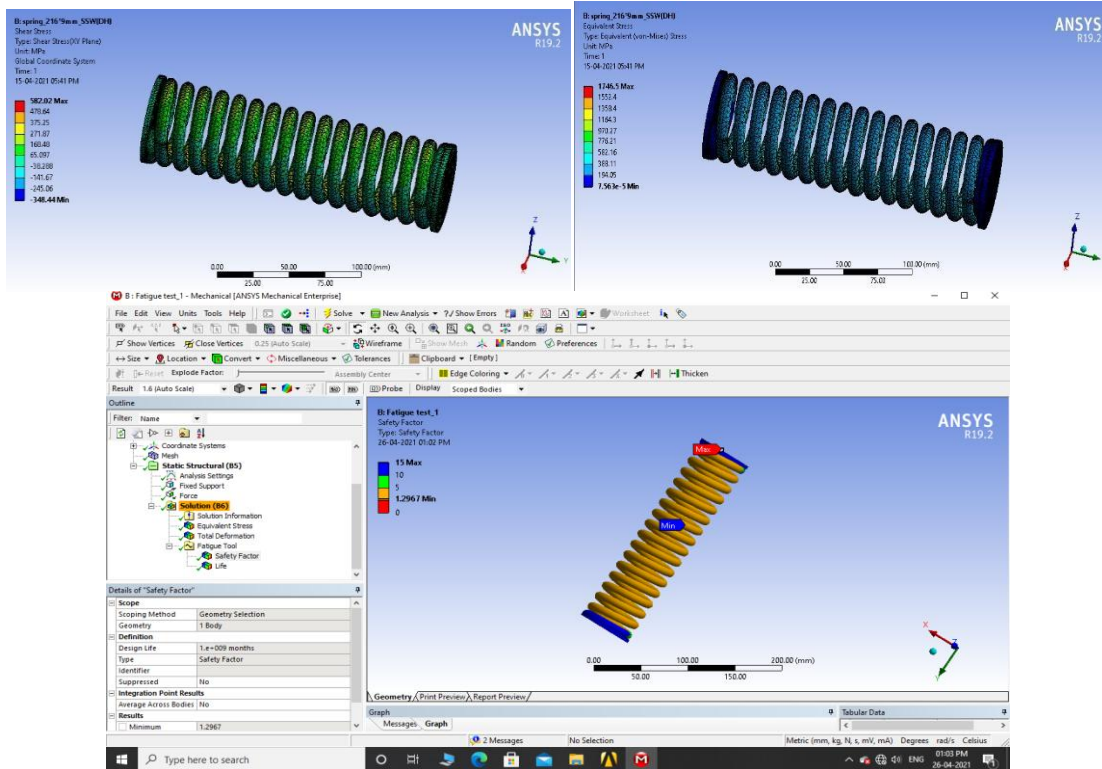 B: spring_216*9mm_SSW(DH)
Shear Stress
Type: Shear Stress(XY Plane)
Unit: MPa
Global Coordinate System
Time: 1
15-04-2021 05:41 PM
582.02 Max
478.64
375.25
271.87
168.48
65.097
-38.288
-141.67
-245.06
-348.44 Min
ANSYS
R19.2
0.00 50.00 100.00 (mm)
25.00 75.00
Z
Y
X
B: spring_216*9mm_SSW(DH)
Equivalent Stress
Type: Equivalent (von-Mises) Stress
Unit: MPa
Time: 1
15-04-2021 05:41 PM
1746.5 Max
1552.4
1358.4
1164.3
970.27
776.21
582.16
388.11
194.05
7.563e-5 Min
ANSYS
R19.2
0.00 50.00 100.00 (mm)
25.00 75.00
Z
Y
B : Fatigue test_1 - Mechanical [ANSYS Mechanical Enterprise]
File Edit View Units Tools Help Solve New Analysis ?/ Show Errors Worksheet
Show Vertices Close Vertices 0.25 (Auto Scale) Wireframe Show Mesh Random Preferences
Size Location Convert Miscellaneous Tolerances Clipboard [Empty]
Reset Explode Factor: Assembly Center Edge Coloring Thicken
Result 1.6 (Auto Scale) Probe Display Scoped Bodies
Outline
Filter: Name
Coordinate Systems
Mesh
Static Structural (B5)
Analysis Settings
Fixed Support
Force
Solution (B6)
Solution Information
Equivalent Stress
Total Deformation
Fatigue Tool
Safety Factor
Life
Details of "Safety Factor"
Scope
Scoping Method Geometry Selection
Geometry 1 Body
Definition
Design Life 1.e+009 months
Type Safety Factor
Identifier
Suppressed No
Integration Point Results
Average Across Bodies No
Results
Minimum 1.2967
B: Fatigue test_1
Safety Factor
Type: Safety Factor
26-04-2021 01:02 PM
15 Max
10
5
1.2967 Min
0
ANSYS
R19.2
Max
Min
X
Z
Y
0.00 100.00 200.00 (mm)
50.00 150.00
Geometry Print Preview Report Preview
Graph
Messages Graph
Tabular Data
2 Messages No Selection Metric (mm, kg, N, s, mV, mA) Degrees rad/s Celsius
Type here to search
ENG
01:03 PM
26-04-2021